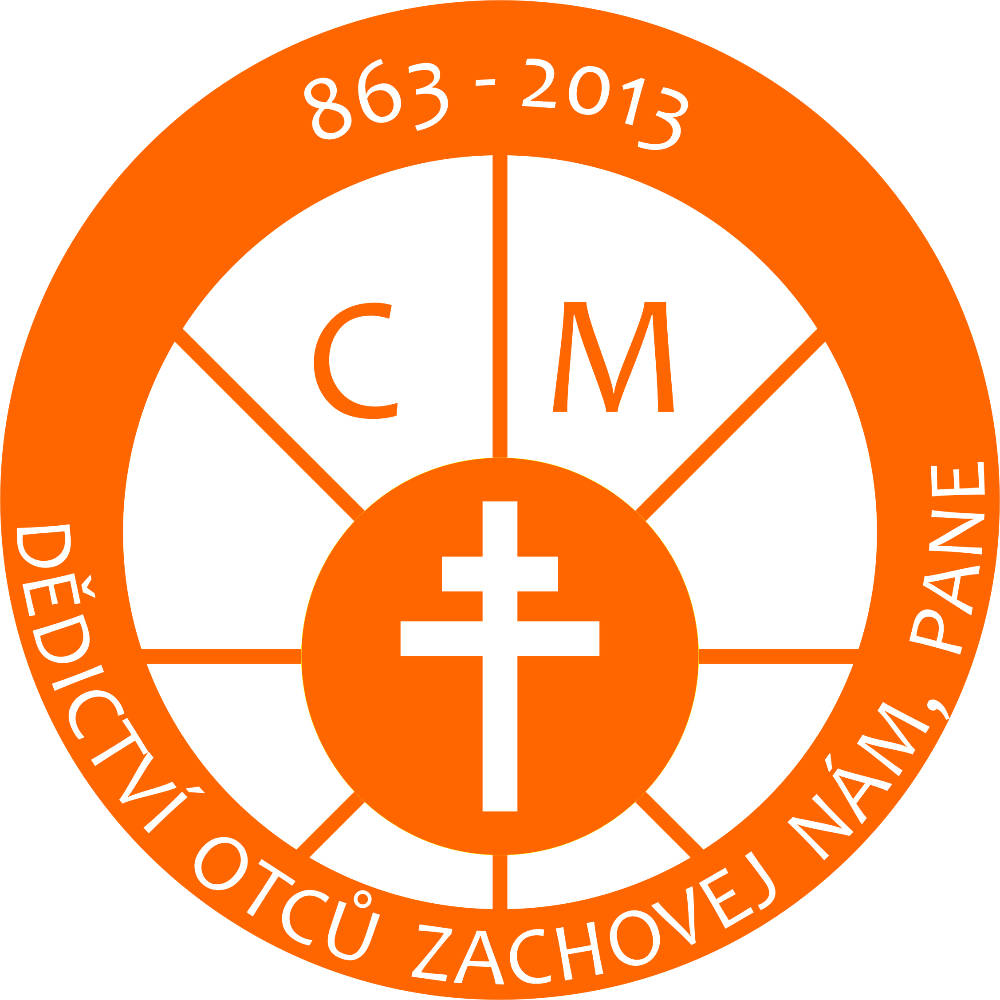 863 - 2013
C M
DĚDICTVÍ OTCŮ ZACHOVEJ NÁM, PANE